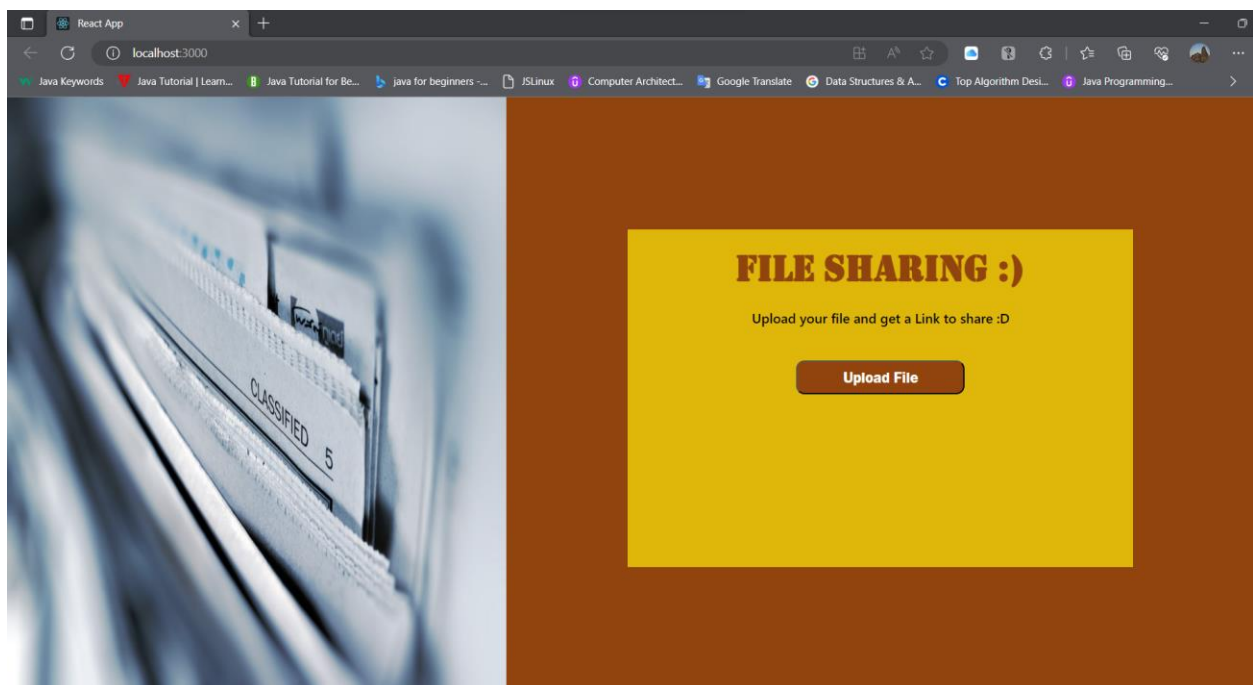 React App
localhost:3000
Java Keywords Java Tutorial | Learn... Java Tutorial for Be... java for beginners -... JSLinux Computer Architect... Google Translate Data Structures & A... Top Algorithm Desi... Java Programming...
FILE SHARING :)
Upload your file and get a Link to share :D
Upload File
CLASSIFIED 5